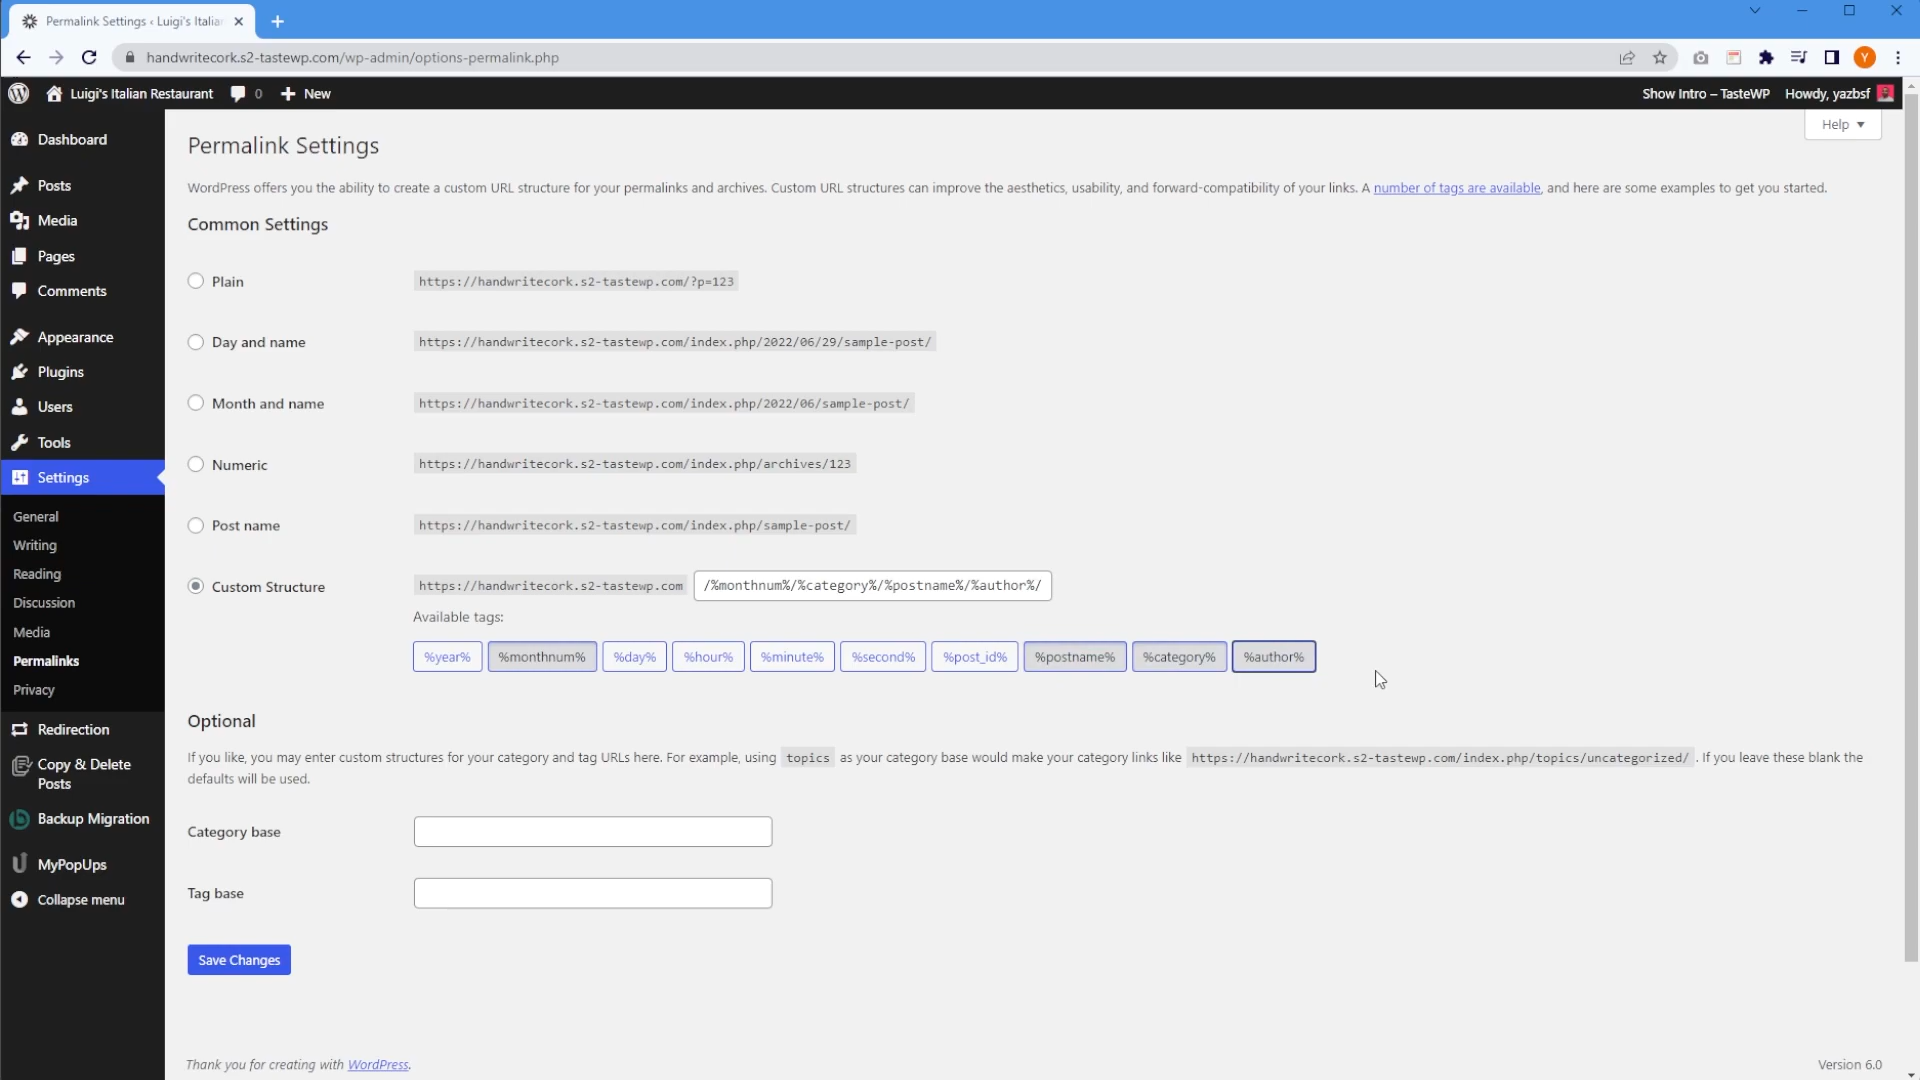 Permalink Settings ‹ Luigi's Italia
handwritecork.s2-tastewp.com/wp-admin/options-permalink.php
Y
Luigi's Italian Restaurant
0
New
Show Intro – TasteWP
Howdy, yazbsf
Dashboard
Posts
Media
Pages
Comments
Appearance
Plugins
Users
Tools
Settings
General
Writing
Reading
Discussion
Media
Permalinks
Privacy
Redirection
Copy & Delete
Posts
Backup Migration
MyPopUps
Collapse menu
Help
Permalink Settings
WordPress offers you the ability to create a custom URL structure for your permalinks and archives. Custom URL structures can improve the aesthetics, usability, and forward-compatibility of your links. A number of tags are available, and here are some examples to get you started.
Common Settings
Plain https://handwritecork.s2-tastewp.com/?p=123
Day and name https://handwritecork.s2-tastewp.com/index.php/2022/06/29/sample-post/
Month and name https://handwritecork.s2-tastewp.com/index.php/2022/06/sample-post/
Numeric https://handwritecork.s2-tastewp.com/index.php/archives/123
Post name https://handwritecork.s2-tastewp.com/index.php/sample-post/
Custom Structure https://handwritecork.s2-tastewp.com /%monthnum%/%category%/%postname%/%author%/
Available tags:
%year% %monthnum% %day% %hour% %minute% %second% %post_id% %postname% %category% %author%
Optional
If you like, you may enter custom structures for your category and tag URLs here. For example, using topics as your category base would make your category links like https://handwritecork.s2-tastewp.com/index.php/topics/uncategorized/ . If you leave these blank the
defaults will be used.
Category base
Tag base
Save Changes
Thank you for creating with WordPress.
Version 6.0